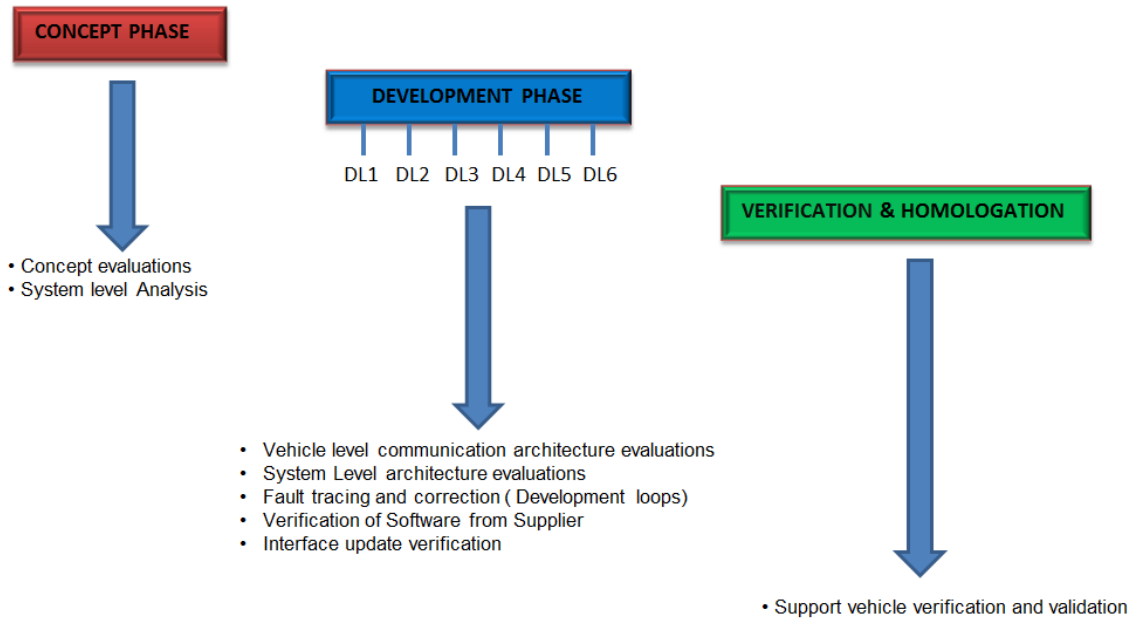 CONCEPT PHASE
• Concept evaluations
• System level Analysis
DEVELOPMENT PHASE
DL1 DL2 DL3 DL4 DL5 DL6
• Vehicle level communication architecture evaluations
• System Level architecture evaluations
• Fault tracing and correction ( Development loops)
• Verification of Software from Supplier
• Interface update verification
VERIFICATION & HOMOLOGATION
• Support vehicle verification and validation